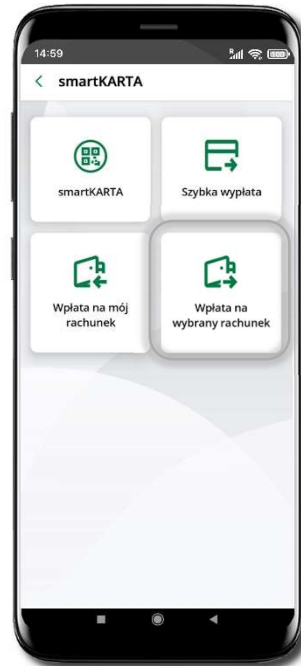 14:59
smartKARTA
smartKARTA
Szybka wypłata
Wpłata na mój
rachunek
Wpłata na
wybrany rachunek